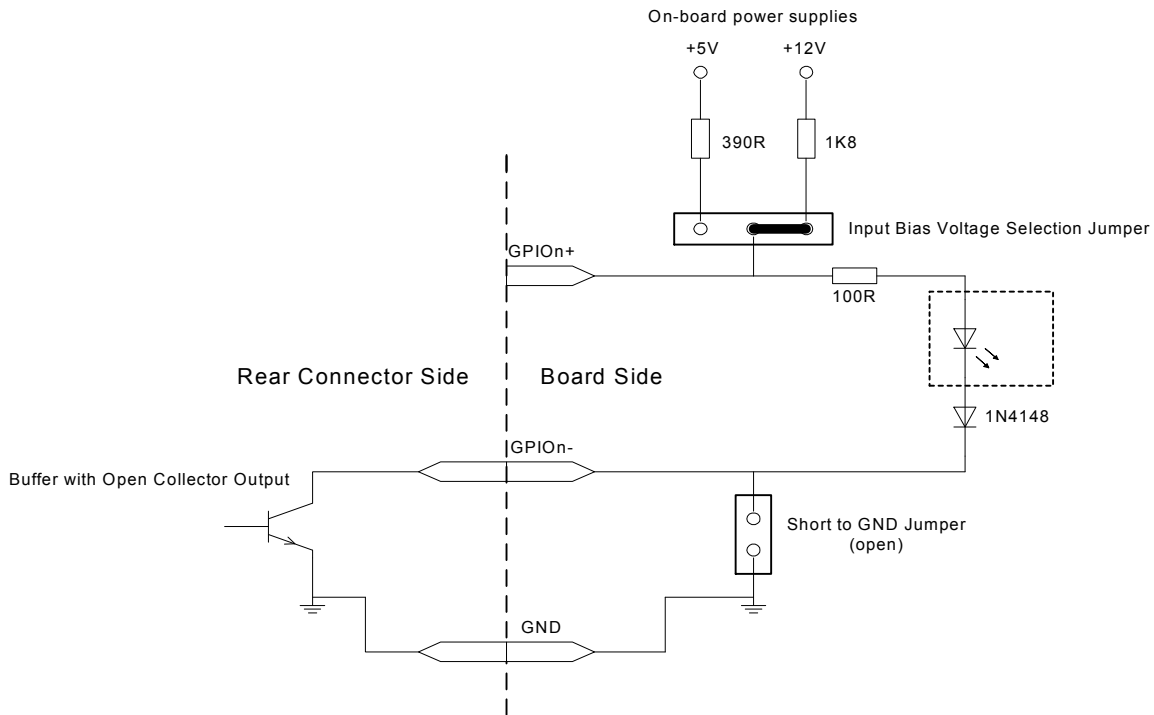 On-board power supplies
+5V
+12V
390R
1K8
Input Bias Voltage Selection Jumper
GPIOn+
100R
Rear Connector Side
Board Side
1N4148
GPIOn-
Buffer with Open Collector Output
Short to GND Jumper
(open)
GND